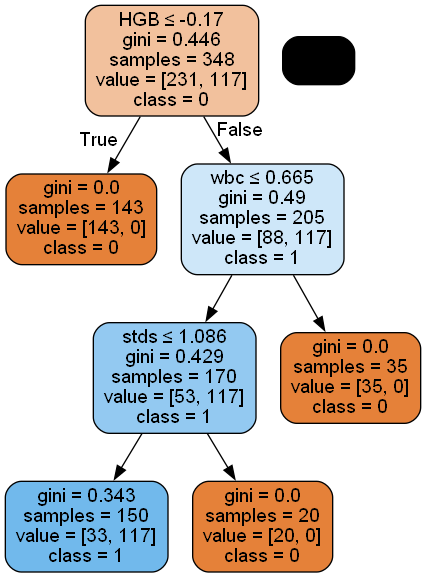 HGB ≤ -0.17
gini = 0.446
samples = 348
value = [231, 117]
class = 0
True
False
gini = 0.0
samples = 143
value = [143, 0]
class = 0
wbc ≤ 0.665
gini = 0.49
samples = 205
value = [88, 117]
class = 1
stds ≤ 1.086
gini = 0.429
samples = 170
value = [53, 117]
class = 1
gini = 0.0
samples = 35
value = [35, 0]
class = 0
gini = 0.343
samples = 150
value = [33, 117]
class = 1
gini = 0.0
samples = 20
value = [20, 0]
class = 0